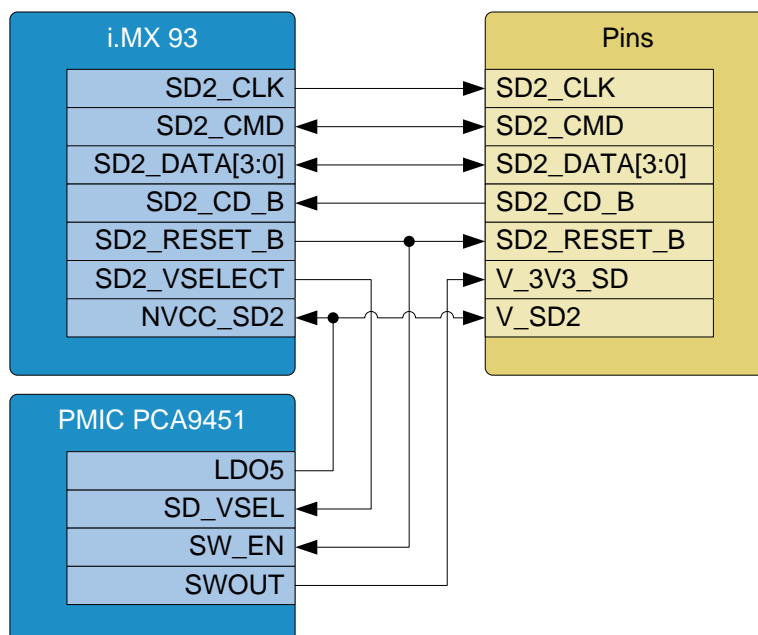 i.MX 93
SD2_CLK
SD2_CMD
SD2_DATA[3:0]
SD2_CD_B
SD2_RESET_B
SD2_VSELECT
NVCC_SD2
Pins
SD2_CLK
SD2_CMD
SD2_DATA[3:0]
SD2_CD_B
SD2_RESET_B
V_3V3_SD
V_SD2
PMIC PCA9451
LDO5
SD_VSEL
SW_EN
SWOUT